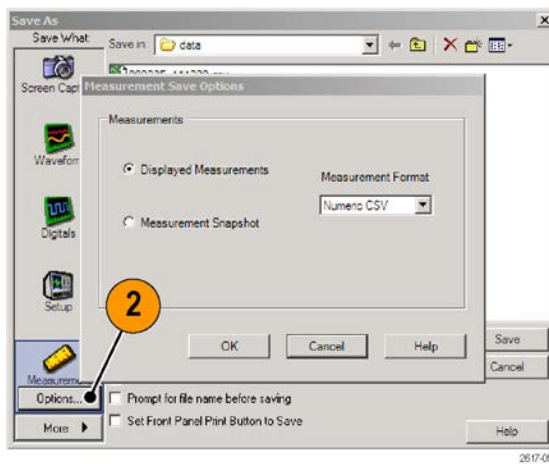 Save As
Save What:
Save in:
data
Screen Capt
Measurement Save Options
Measurements
Displayed Measurements
Measurement Format
Numeric CSV
Measurement Snapshot
Waveform
Digitals
Setup
2
OK
Cancel
Help
Save
Cancel
Measureme
Options...
Prompt for file name before saving
Set Front Panel Print Button to Save
More
Help